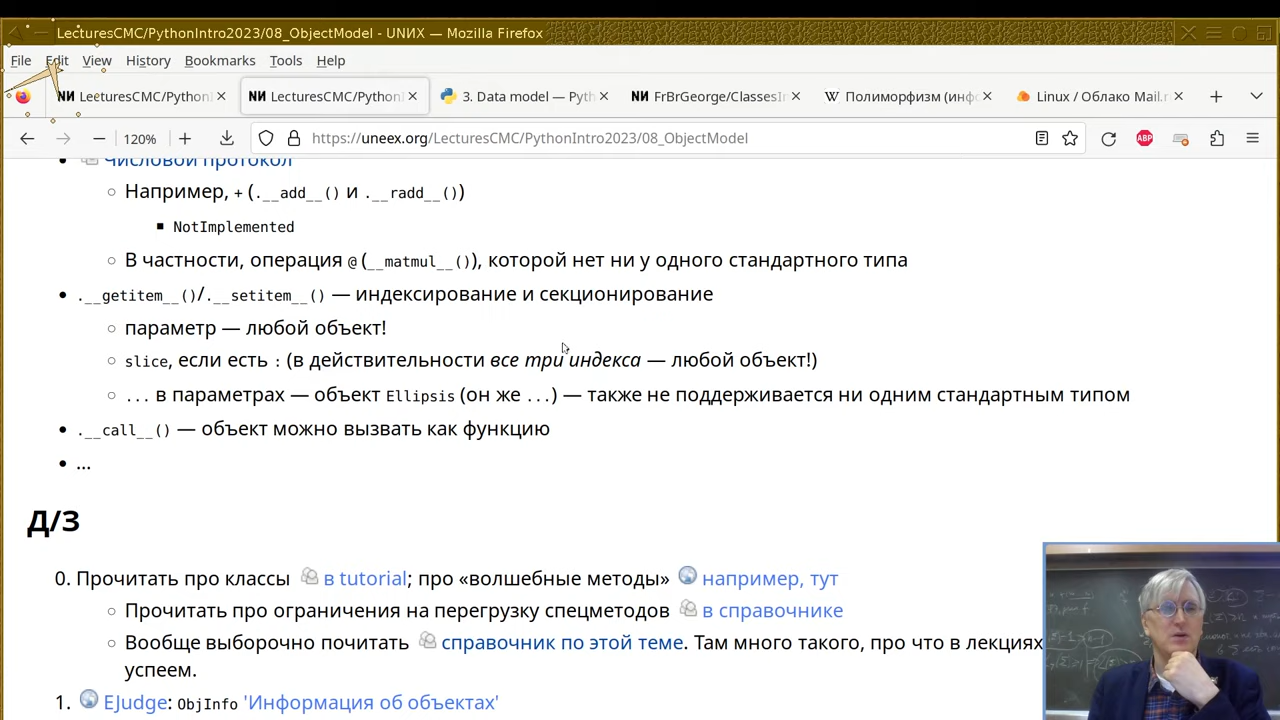 LecturesCMC/PythonIntro2023/08_ObjectModel - UNИX — Mozilla Firefox
File Edit View History Bookmarks Tools Help
LecturesCMC/PythonI LecturesCMC/PythonI 3. Data model — Pyth FrBrGeorge/ClassesIn Полиморфизм (инфо Linux / Облако Mail.r
120% https://uneex.org/LecturesCMC/PythonIntro2023/08_ObjectModel ABP
Числовой протокол
Например, + (.__add__() и .__radd__())
NotImplemented
В частности, операция @ (__matmul__()), которой нет ни у одного стандартного типа
.__getitem__()/.__setitem__() — индексирование и секционирование
параметр — любой объект!
slice, если есть : (в действительности все три индекса — любой объект!)
... в параметрах — объект Ellipsis (он же ...) — также не поддерживается ни одним стандартным типом
.__call__() — объект можно вызвать как функцию
...
Д/З
0. Прочитать про классы в tutorial; про «волшебные методы» например, тут
Прочитать про ограничения на перегрузку спецметодов в справочнике
Вообще выборочно почитать справочник по этой теме. Там много такого, про что в лекциях
успеем.
1. EJudge: ObjInfo 'Информация об объектах'